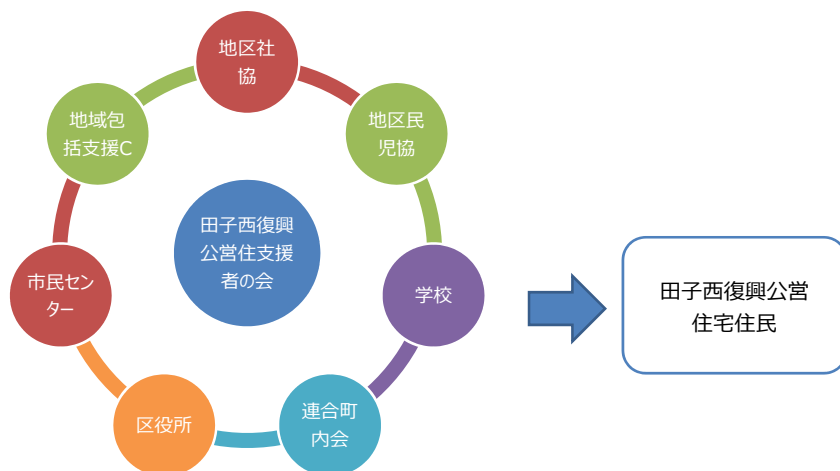 地区社
協
地区民
児協
学校
連合町
内会
区役所
市民セン
ター
地域包
括支援C
田子西復興
公営住支援
者の会
田子西復興公営
住宅住民